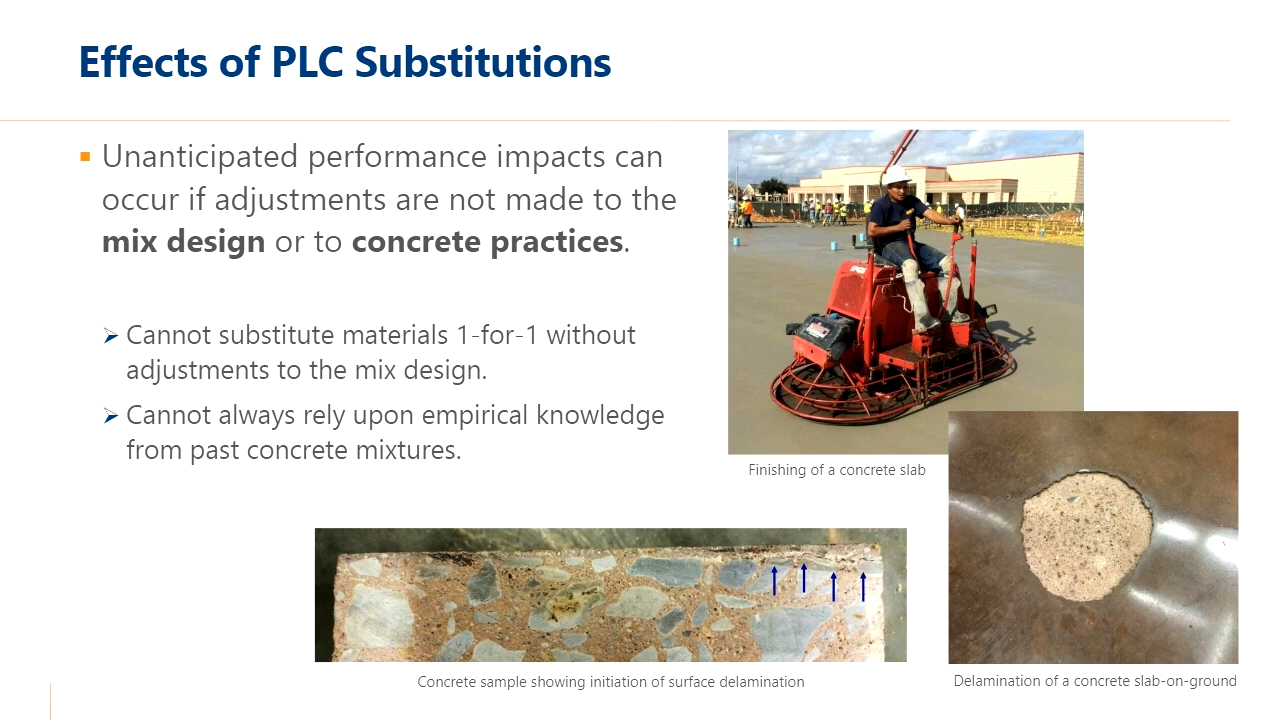 Effects of PLC Substitutions
Unanticipated performance impacts can
occur if adjustments are not made to the
mix design or to concrete practices.
Cannot substitute materials 1-for-1 without
adjustments to the mix design.
Cannot always rely upon empirical knowledge
from past concrete mixtures.
Finishing of a concrete slab
Concrete sample showing initiation of surface delamination
Delamination of a concrete slab-on-ground